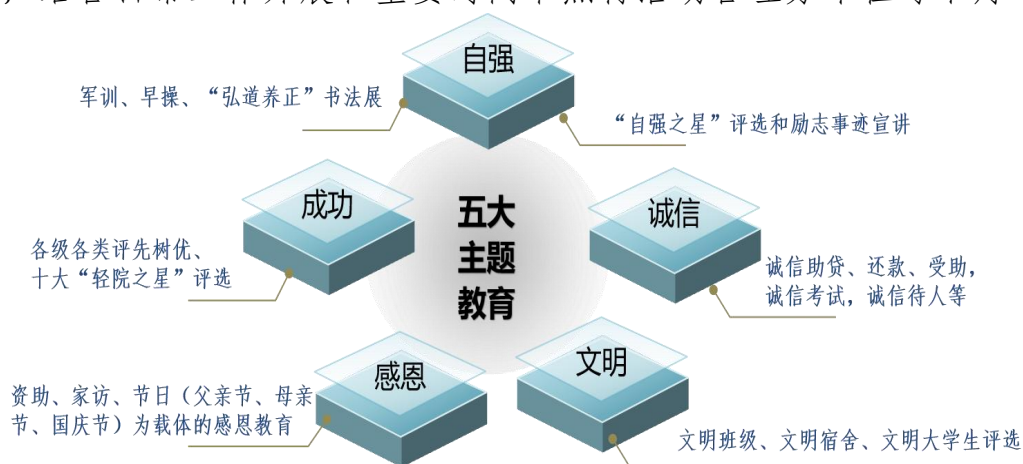 自强
军训、早操、“弘道养正”书法展
“自强之星”评选和励志事迹宣讲
成功
诚信
五大
主题
教育
各级各类评先树优、
十大“轻院之星”评选
诚信助贷、还款、受助，
诚信考试，诚信待人等
感恩
文明
资助、家访、节日（父亲节、母亲
节、国庆节）为载体的感恩教育
文明班级、文明宿舍、文明大学生评选